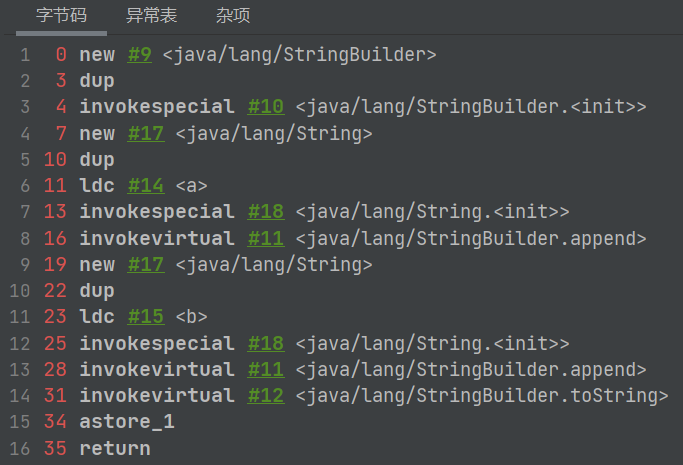 字节码 异常表 杂项
1 0 new #9 <java/lang/StringBuilder>
2 3 dup
3 4 invokespecial #10 <java/lang/StringBuilder.<init>>
4 7 new #17 <java/lang/String>
5 10 dup
6 11 ldc #14 <a>
7 13 invokespecial #18 <java/lang/String.<init>>
8 16 invokevirtual #11 <java/lang/StringBuilder.append>
9 19 new #17 <java/lang/String>
10 22 dup
11 23 ldc #15 <b>
12 25 invokespecial #18 <java/lang/String.<init>>
13 28 invokevirtual #11 <java/lang/StringBuilder.append>
14 31 invokevirtual #12 <java/lang/StringBuilder.toString>
15 34 astore_1
16 35 return